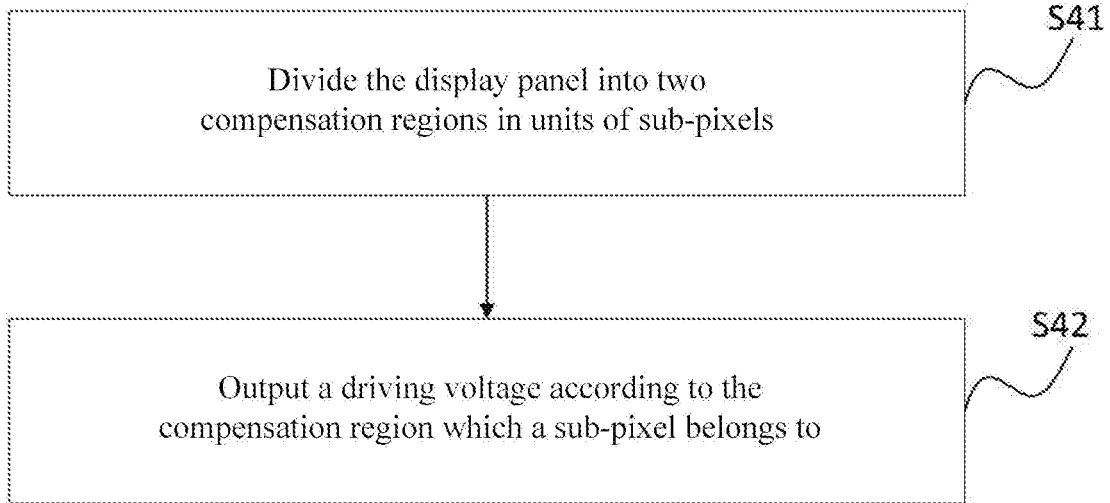 S41
Divide the display panel into two
compensation regions in units of sub-pixels
S42
Output a driving voltage according to the
compensation region which a sub-pixel belongs to